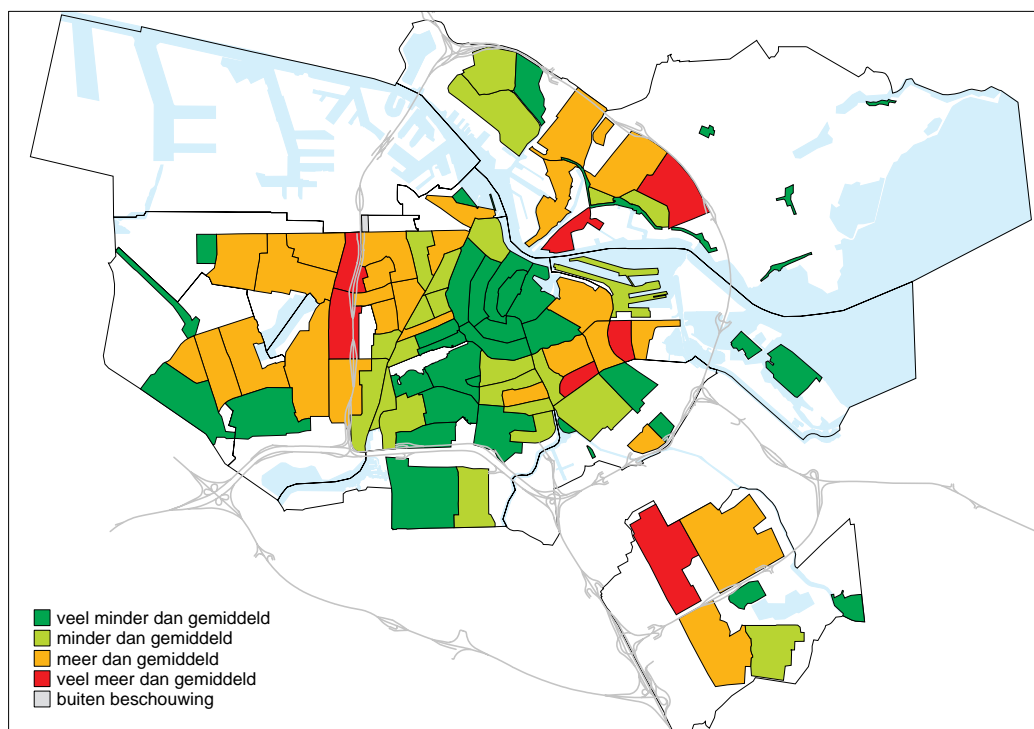 veel minder dan gemiddeld
minder dan gemiddeld
meer dan gemiddeld
veel meer dan gemiddeld
buiten beschouwing